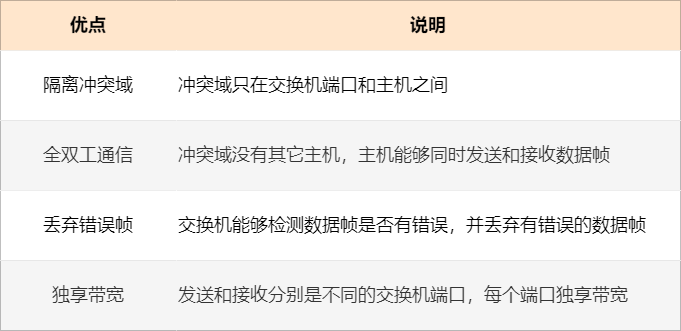 优点 说明
隔离冲突域 冲突域只在交换机端口和主机之间
全双工通信 冲突域没有其它主机，主机能够同时发送和接收数据帧
丢弃错误帧 交换机能够检测数据帧是否有错误，并丢弃有错误的数据帧
独享带宽 发送和接收分别是不同的交换机端口，每个端口独享带宽